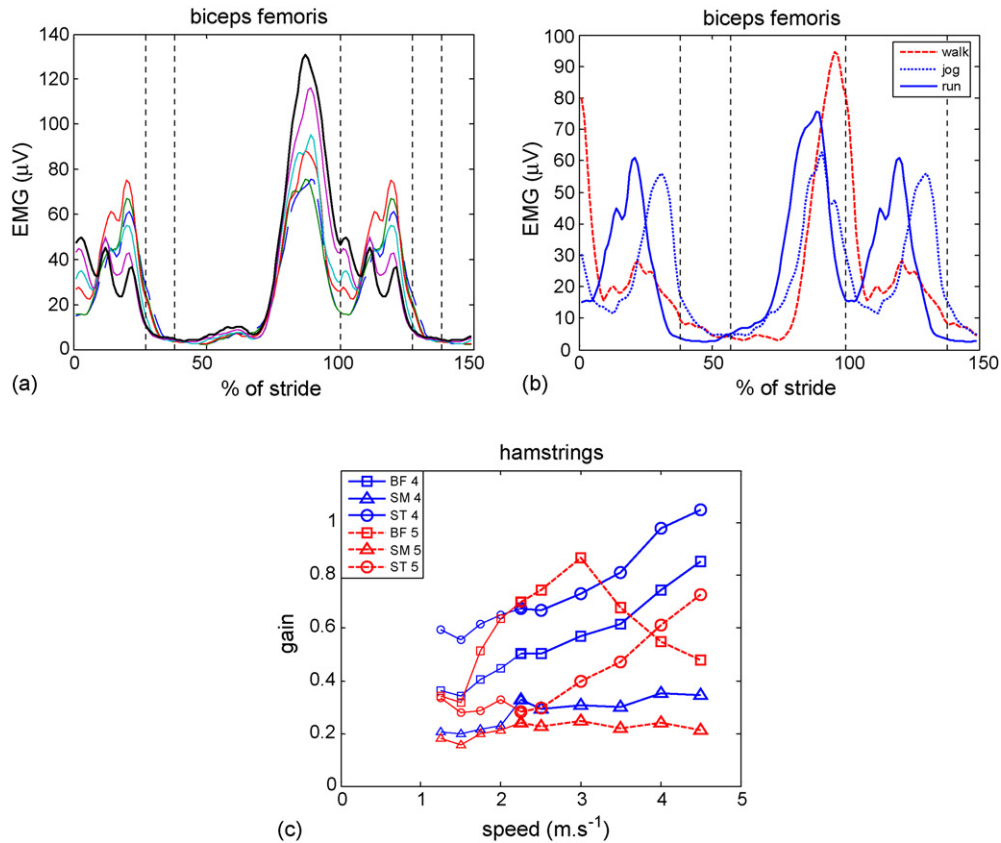 biceps femoris
140
120
100
80
60
40
20
0
EMG (µV)
0
50
100
150
% of stride
(a)
biceps femoris
100
90
80
70
60
50
40
30
20
10
0
EMG (µV)
walk
jog
run
0
50
100
150
% of stride
(b)
hamstrings
BF 4
SM 4
ST 4
BF 5
SM 5
ST 5
1
0.8
0.6
0.4
0.2
0
gain
0
1
2
3
4
5
speed (m.s⁻¹)
(c)